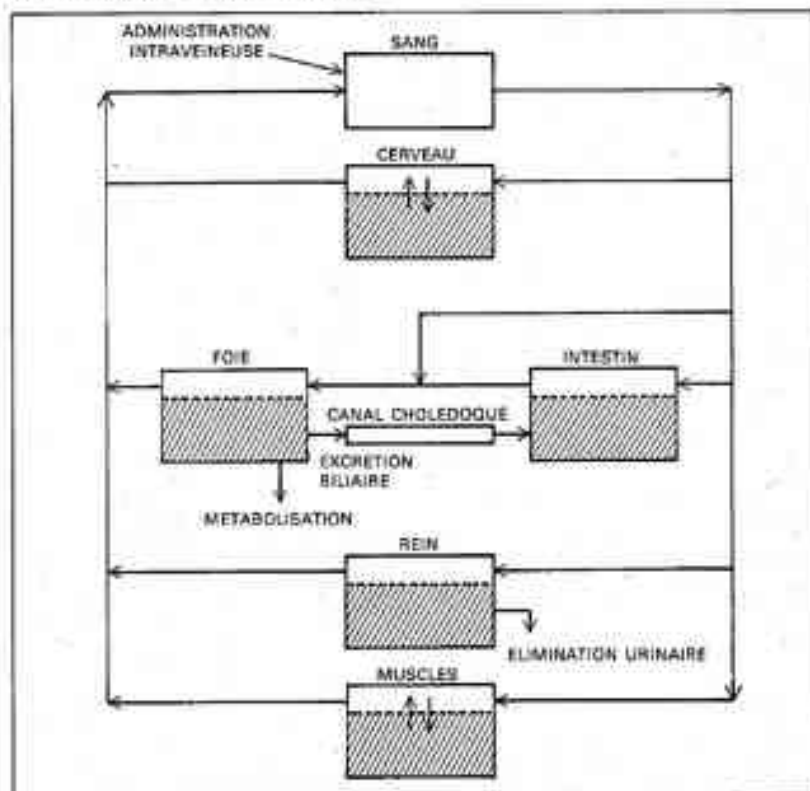 ADMINISTRATION
INTRAVEINEUSE
SANG
CERVEAU
FOIE
INTESTIN
CANAL CHOLEDOQUE
EXCRETION
BILIAIRE
METABOLISATION
REIN
ELIMINATION URINAIRE
MUSCLES